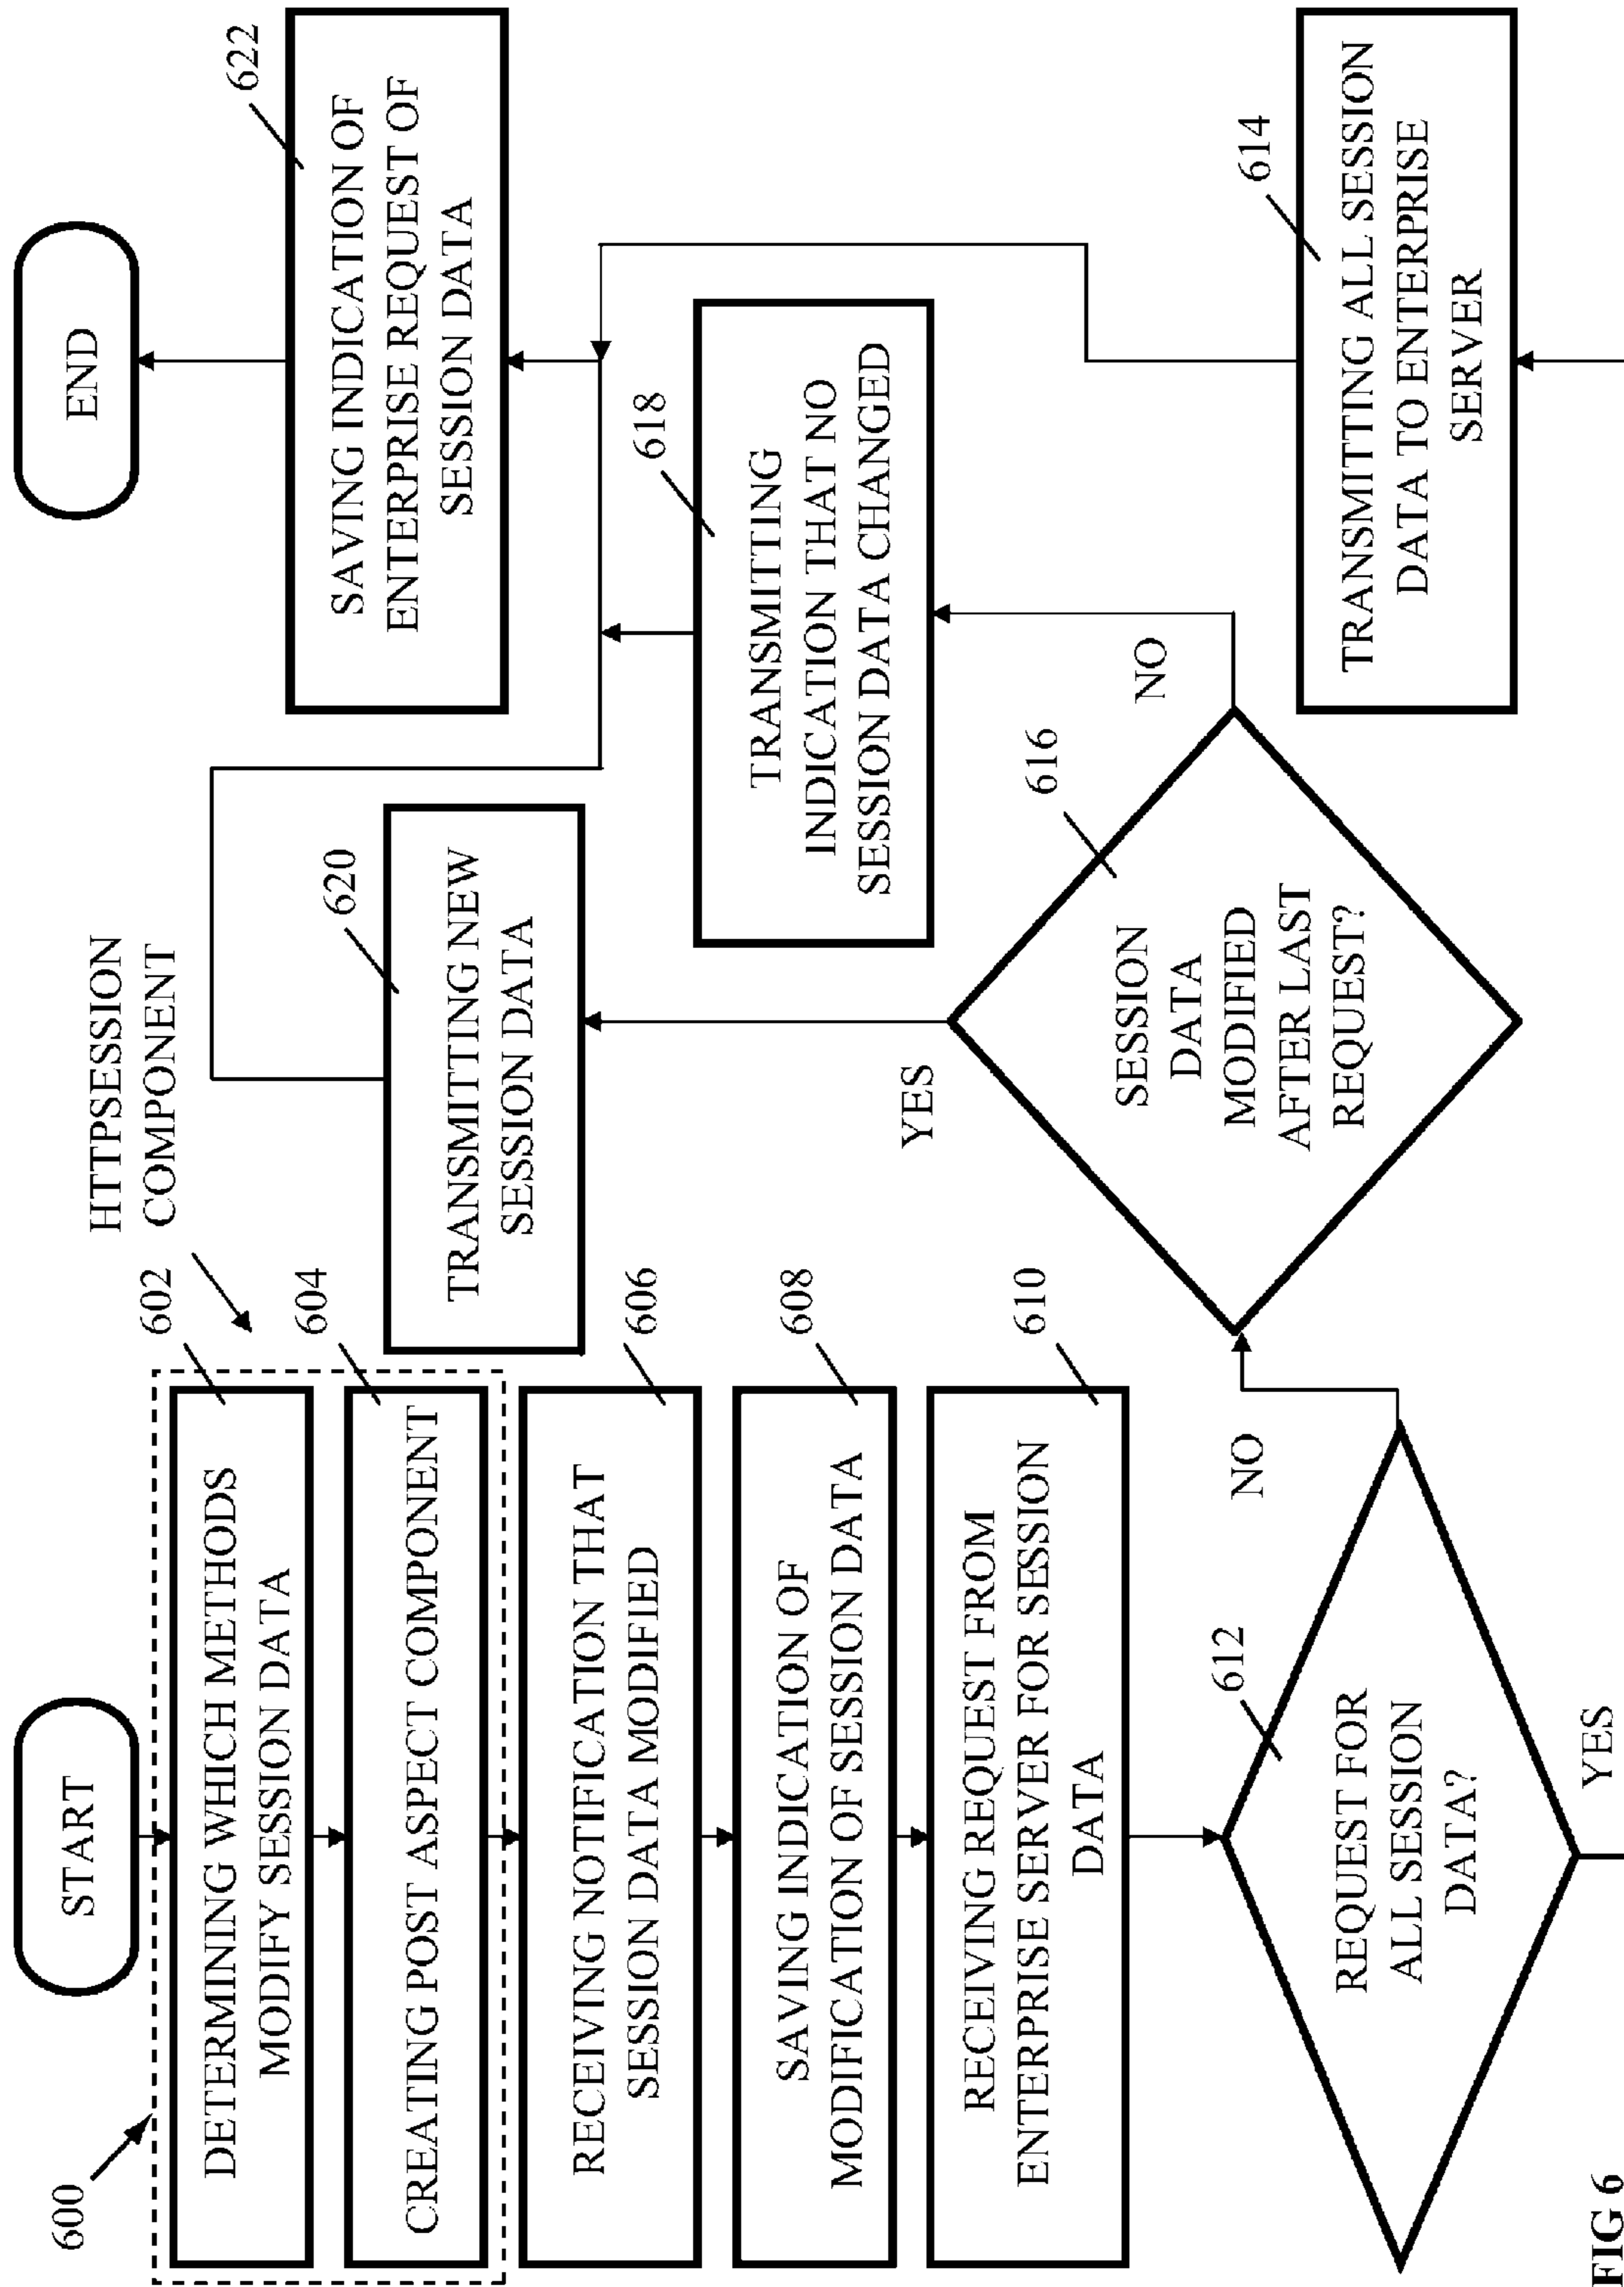 600
START
HTTPSESSION
COMPONENT
602
DETERMINING WHICH METHODS
MODIFY SESSION DATA
604
CREATING POST ASPECT COMPONENT
606
RECEIVING NOTIFICATION THAT
SESSION DATA MODIFIED
608
SAVING INDICATION OF
MODIFICATION OF SESSION DATA
610
RECEIVING REQUEST FROM
ENTERPRISE SERVER FOR SESSION
DATA
612
REQUEST FOR
ALL SESSION
DATA?
NO
YES
616
SESSION
DATA
MODIFIED
AFTER LAST
REQUEST?
YES
NO
620
TRANSMITTING NEW
SESSION DATA
618
TRANSMITTING
INDICATION THAT NO
SESSION DATA CHANGED
614
TRANSMITTING ALL SESSION
DATA TO ENTERPRISE
SERVER
622
SAVING INDICATION OF
ENTERPRISE REQUEST OF
SESSION DATA
END
FIG 6